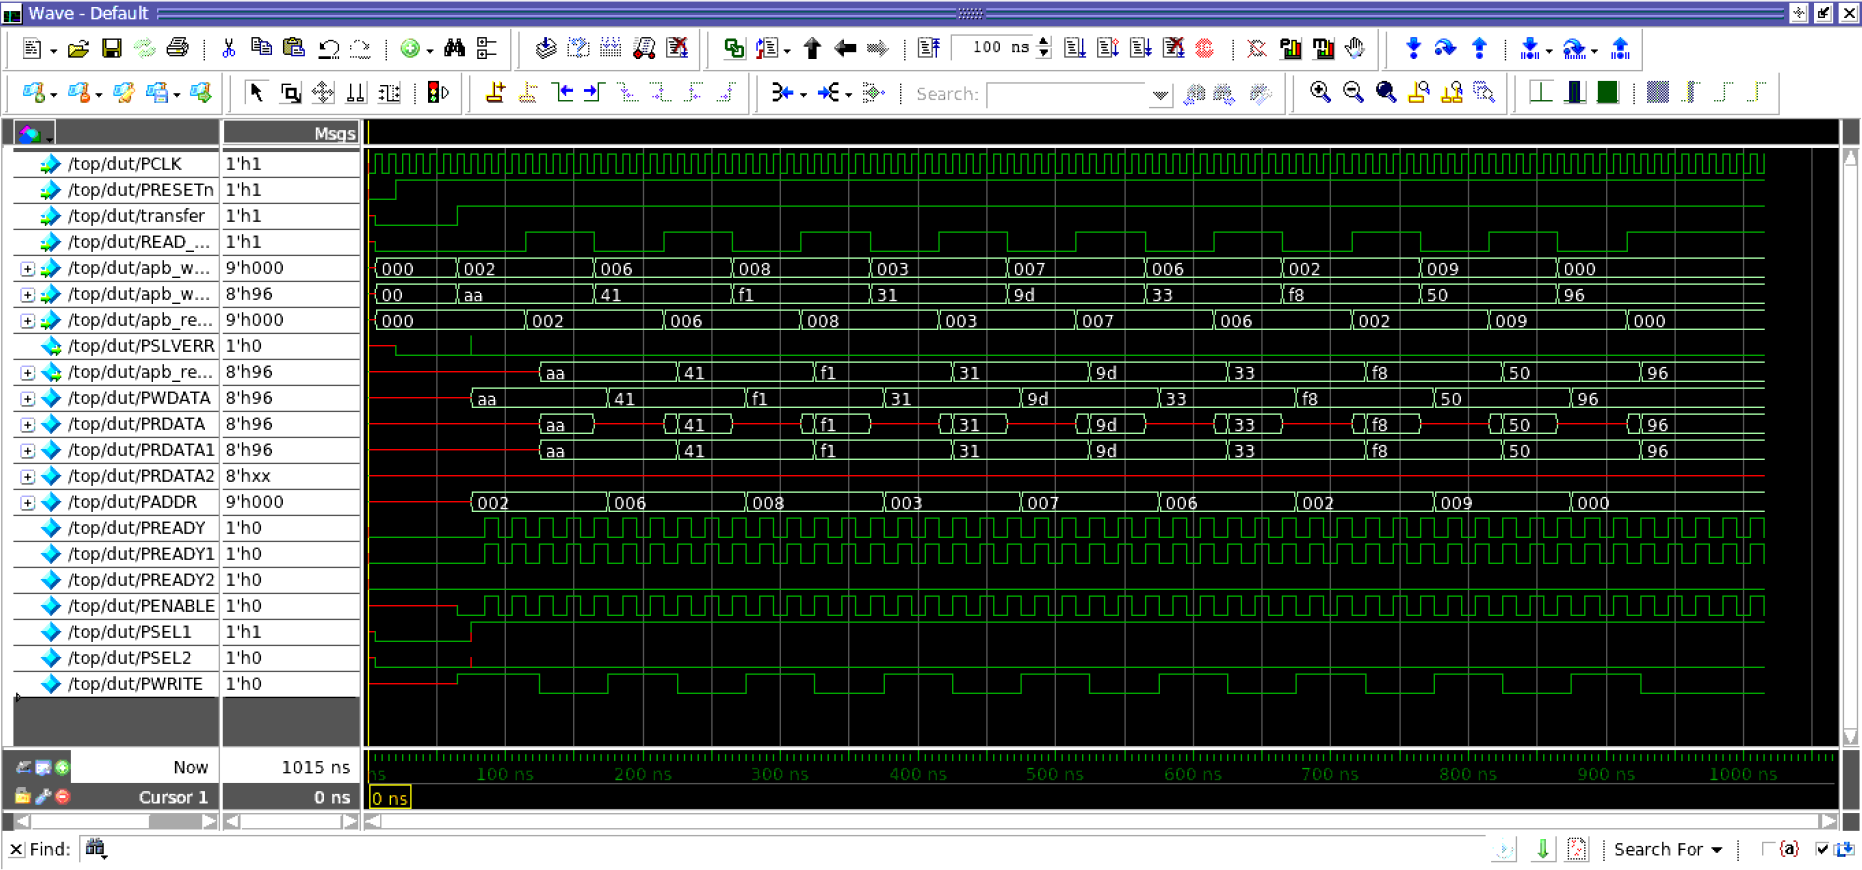 Wave - Default
100 ns
Search:
Msgs
/top/dut/PCLK 1'h1
/top/dut/PRESETn 1'h1
/top/dut/transfer 1'h1
/top/dut/READ_... 1'h1
/top/dut/apb_w... 9'h000 000 002 006 008 003 007 006 002 009 000
/top/dut/apb_w... 8'h96 00 aa 41 f1 31 9d 33 f8 50 96
/top/dut/apb_re... 9'h000 000 002 006 008 003 007 006 002 009 000
/top/dut/PSLVERR 1'h0
/top/dut/apb_re... 8'h96 aa 41 f1 31 9d 33 f8 50 96
/top/dut/PWDATA 8'h96 aa 41 f1 31 9d 33 f8 50 96
/top/dut/PRDATA 8'h96 aa 41 f1 31 9d 33 f8 50 96
/top/dut/PRDATA1 8'h96 aa 41 f1 31 9d 33 f8 50 96
/top/dut/PRDATA2 8'hxx
/top/dut/PADDR 9'h000 002 006 008 003 007 006 002 009 000
/top/dut/PREADY 1'h0
/top/dut/PREADY1 1'h0
/top/dut/PREADY2 1'h0
/top/dut/PENABLE 1'h0
/top/dut/PSEL1 1'h1
/top/dut/PSEL2 1'h0
/top/dut/PWRITE 1'h0
Now 1015 ns ns 100 ns 200 ns 300 ns 400 ns 500 ns 600 ns 700 ns 800 ns 900 ns 1000 ns
Cursor 1 0 ns 0 ns
Find: Search For {a}